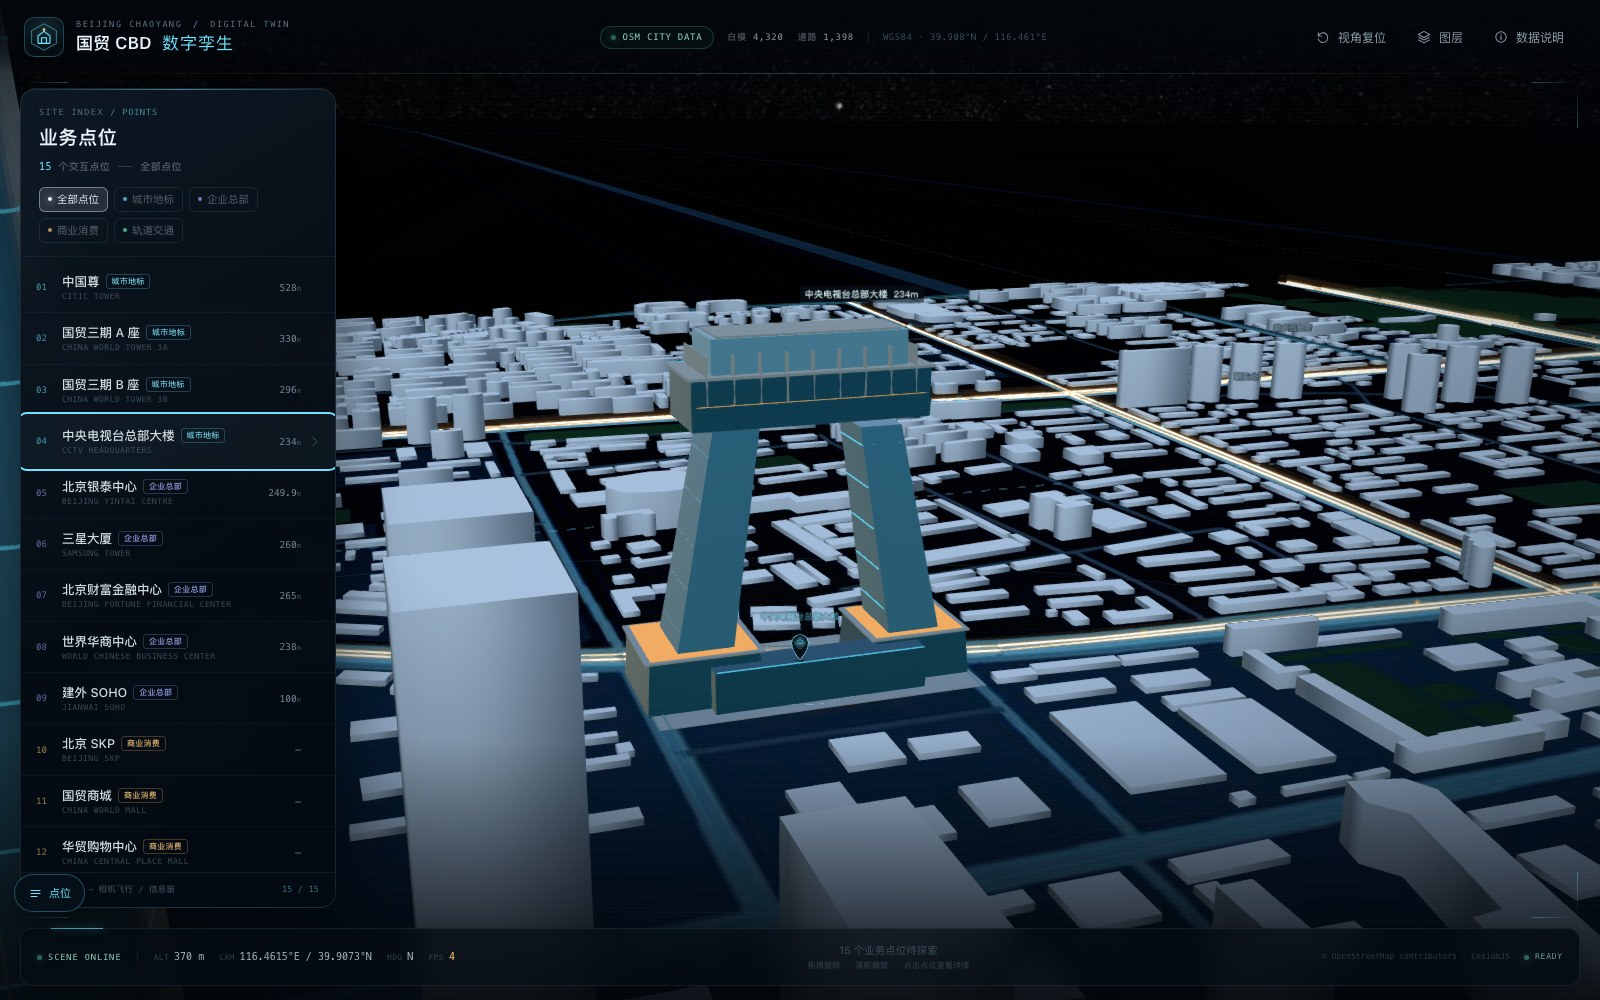 BEIJING CHAOYANG / DIGITAL TWIN
国贸 CBD 数字孪生
OSM CITY DATA
白模 4,320 道路 1,398
WGS84 · 39.908°N / 116.461°E
视角复位
图层
数据说明
SITE INDEX / POINTS
业务点位
15 个交互点位 — 全部点位
全部点位
城市地标
企业总部
商业消费
轨道交通
01 中国尊 城市地标 528m
CITIC TOWER
02 国贸三期 A 座 城市地标 330m
CHINA WORLD TOWER 3A
03 国贸三期 B 座 城市地标 296m
CHINA WORLD TOWER 3B
04 中央电视台总部大楼 城市地标 234m
CCTV HEADQUARTERS
05 北京银泰中心 企业总部 249.9m
BEIJING YINTAI CENTRE
06 三星大厦 企业总部 260m
SAMSUNG TOWER
07 北京财富金融中心 企业总部 265m
BEIJING FORTUNE FINANCIAL CENTER
08 世界华商中心 企业总部 238m
WORLD CHINESE BUSINESS CENTER
09 建外 SOHO 企业总部 100m
JIANWAI SOHO
10 北京 SKP 商业消费 —
BEIJING SKP
11 国贸商城 商业消费 —
CHINA WORLD MALL
12 华贸购物中心 商业消费 —
CHINA CENTRAL PLACE MALL
点位
→ 相机飞行 / 信息窗
15 / 15
中央电视台总部大楼 234m
SCENE ONLINE
ALT 370 m
CAM 116.4615°E / 39.9073°N
HDG N
FPS 4
15 个业务点位待探索
拖拽旋转 · 滚轮缩放 · 点击点位查看详情
© OpenStreetMap contributors · CesiumJS
READY